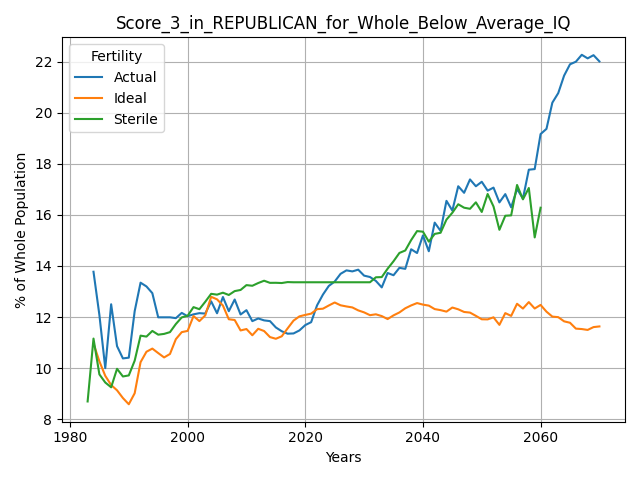 Score_3_in_REPUBLICAN_for_Whole_Below_Average_IQ
Fertility
Actual
Ideal
Sterile
% of Whole Population
22
20
18
16
14
12
10
8
1980
2000
2020
2040
2060
Years